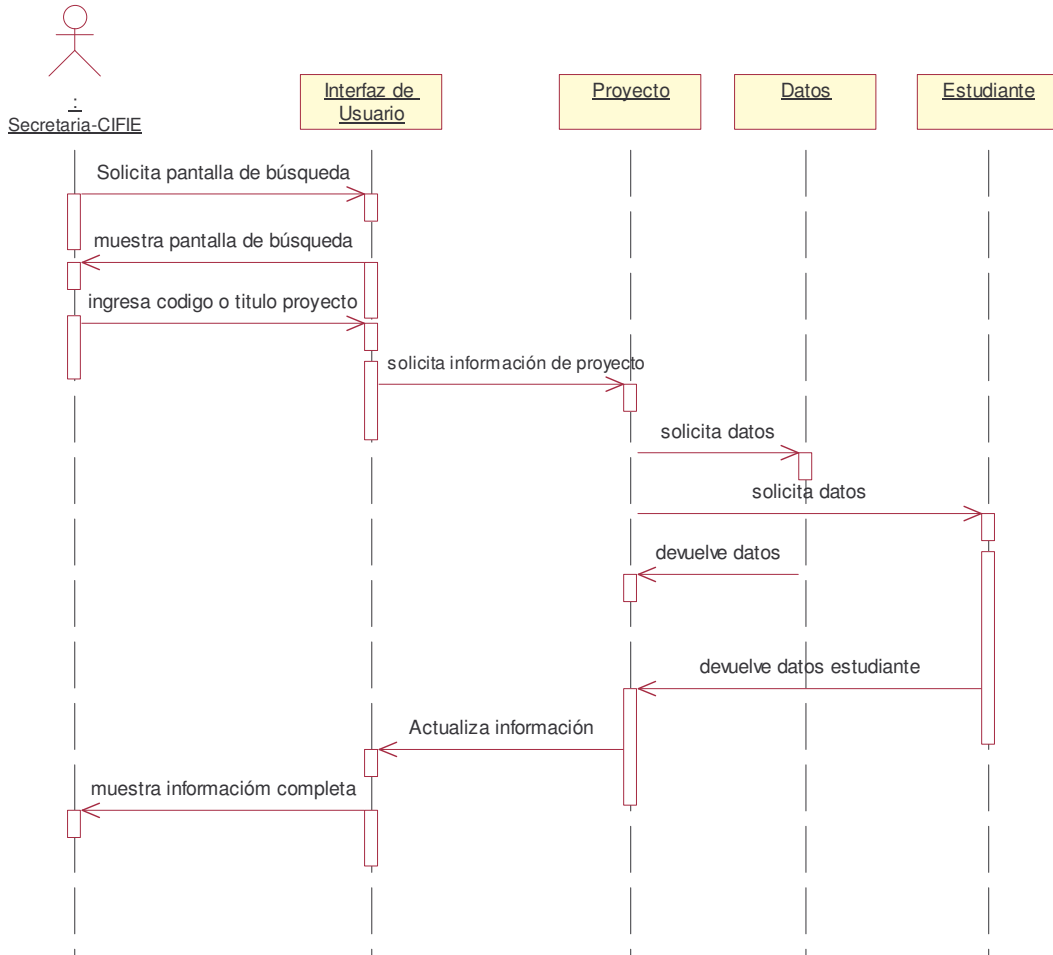 :
Secretaria-CIFIE
Interfaz de
Usuario
Proyecto
Datos
Estudiante
Solicita pantalla de búsqueda
muestra pantalla de búsqueda
ingresa codigo o titulo proyecto
solicita información de proyecto
solicita datos
solicita datos
devuelve datos
devuelve datos estudiante
Actualiza información
muestra informacióm completa